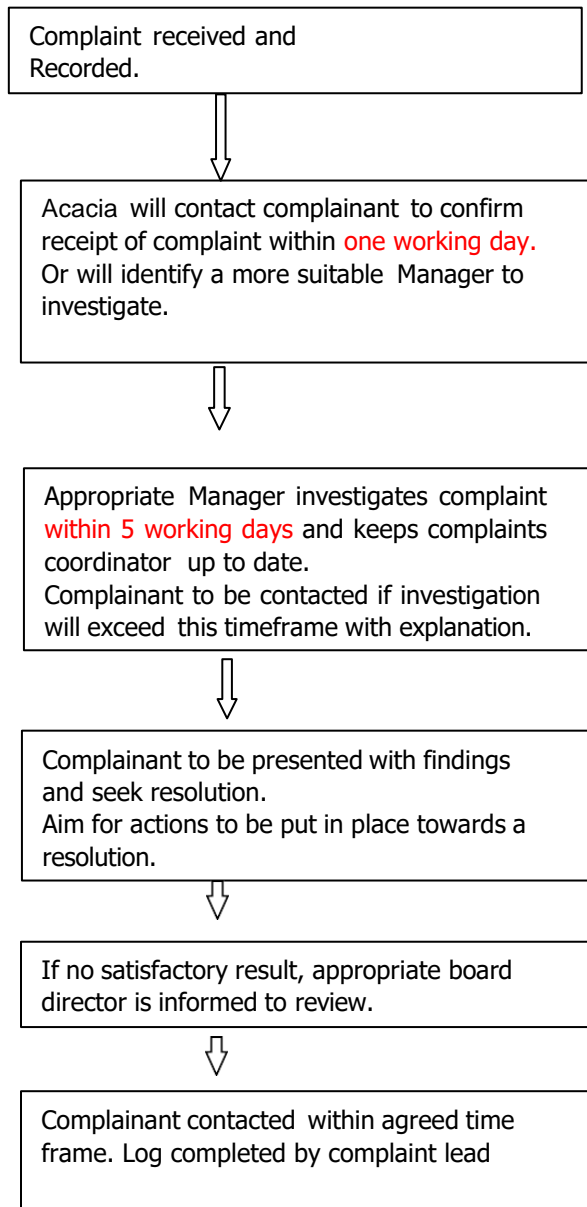 Complaint received and
Recorded.
Acacia will contact complainant to confirm
receipt of complaint within one working day.
Or will identify a more suitable Manager to
investigate.
Appropriate Manager investigates complaint
within 5 working days and keeps complaints
coordinator up to date.
Complainant to be contacted if investigation
will exceed this timeframe with explanation.
Complainant to be presented with findings
and seek resolution.
Aim for actions to be put in place towards a
resolution.
If no satisfactory result, appropriate board
director is informed to review.
Complainant contacted within agreed time
frame. Log completed by complaint lead